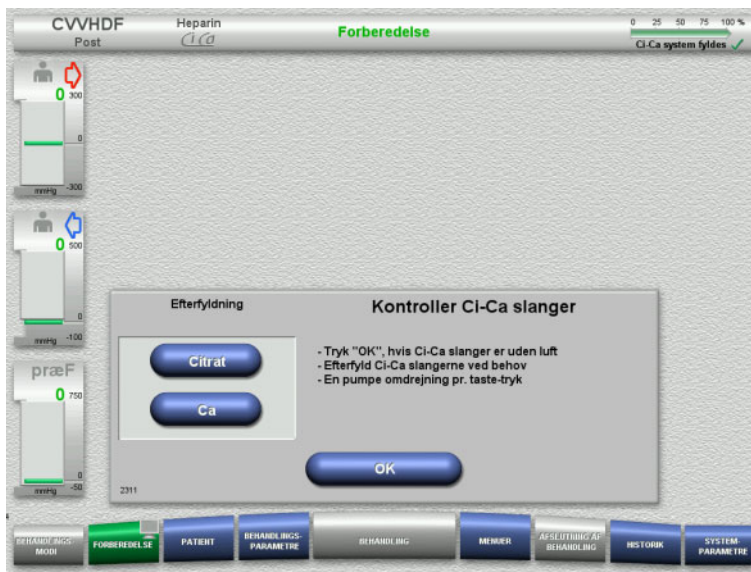 CVVHDF
Post
Heparin
Ci Ca
Forberedelse
0 25 50 75 100 %
Ci-Ca system fyldes
0
300
0
-300
mmHg
0
500
0
-100
mmHg
præF
0
750
0
-50
mmHg
Efterfyldning
Citrat
Ca
Kontroller Ci-Ca slanger
- Tryk "OK", hvis Ci-Ca slanger er uden luft
- Efterfyld Ci-Ca slangerne ved behov
- En pumpe omdrejning pr. taste-tryk
OK
2311
BEHANDLINGS-
MODI
FORBEREDELSE
PATIENT
BEHANDLINGS-
PARAMETRE
BEHANDLING
MENUER
AFSLUTNING AF
BEHANDLING
HISTORIK
SYSTEM-
PARAMETRE